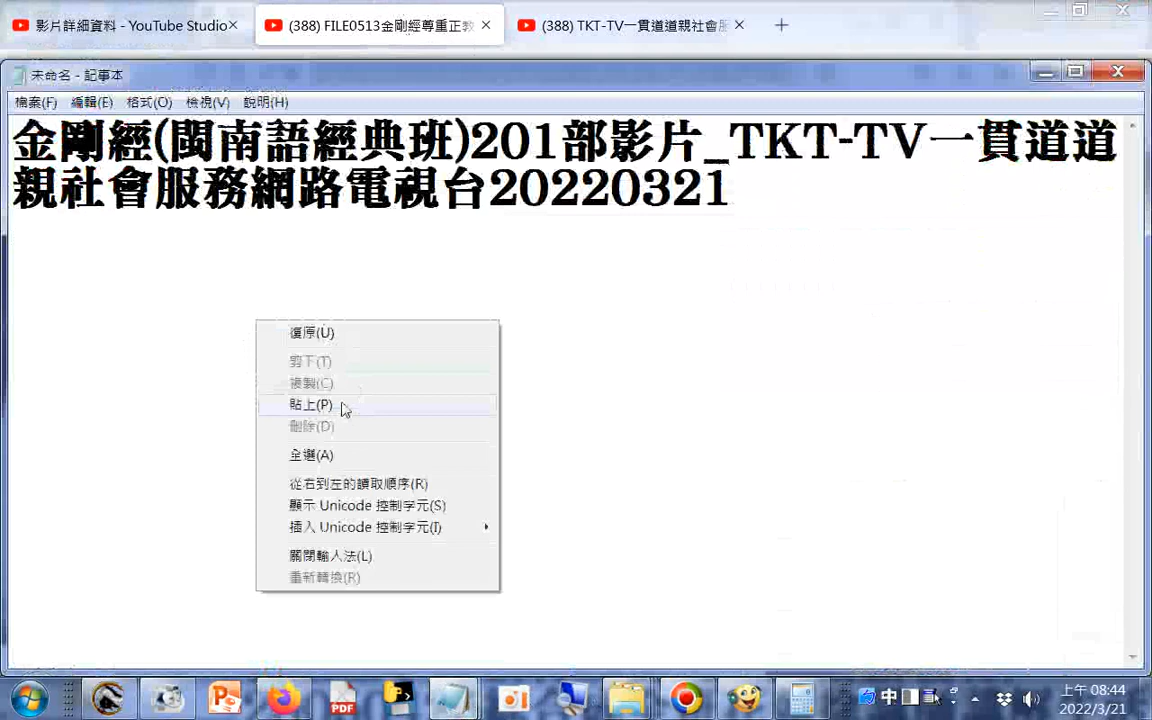 影片詳細資料 - YouTube Studio
(388) FILE0513金剛經尊重正教
(388) TKT-TV一貫道道親社會服
未命名 - 記事本
檔案(F) 編輯(E) 格式(O) 檢視(V) 說明(H)
金剛經(閩南語經典班)201部影片_TKT-TV一貫道道
親社會服務網路電視台20220321
復原(U)
剪下(T)
複製(C)
貼上(P)
刪除(D)
全選(A)
從右到左的讀取順序(R)
顯示 Unicode 控制字元(S)
插入 Unicode 控制字元(I)
關閉輸入法(L)
重新轉換(R)
PDF
中
上午 08:44
2022/3/21